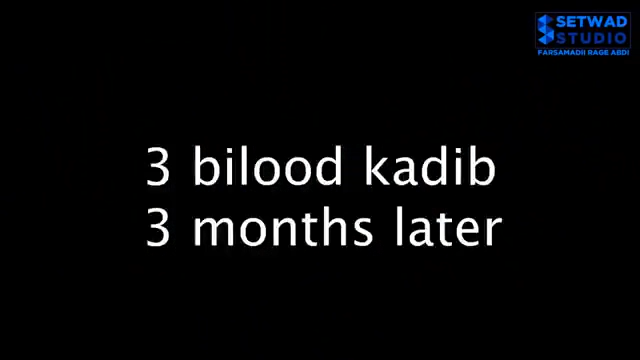 SETWAD
STUDIO
FARSAMADII RAGE ABDI
3 bilood kadib
3 months later